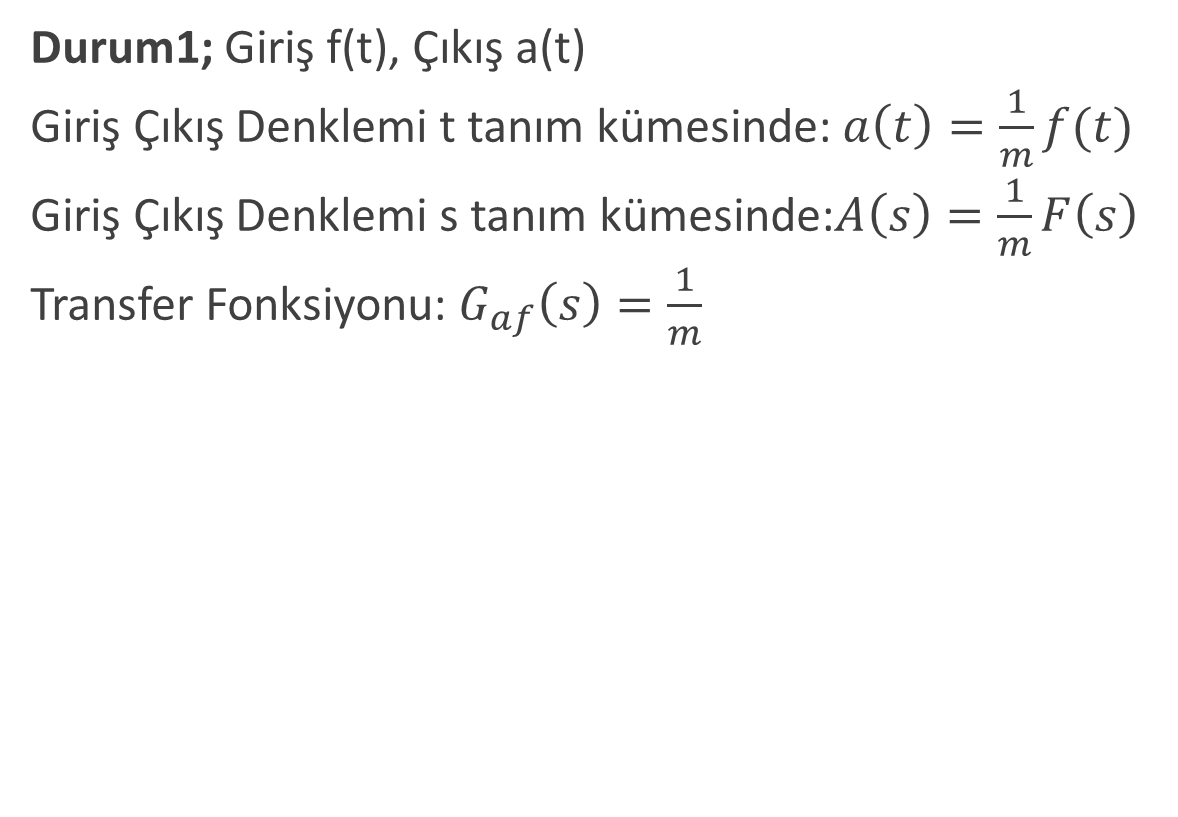 Durum1; Giriş f(t), Çıkış a(t)
Giriş Çıkış Denklemi t tanım kümesinde: a(t) = 1/m f(t)
Giriş Çıkış Denklemi s tanım kümesinde:A(s) = 1/m F(s)
Transfer Fonksiyonu: G_af(s) = 1/m